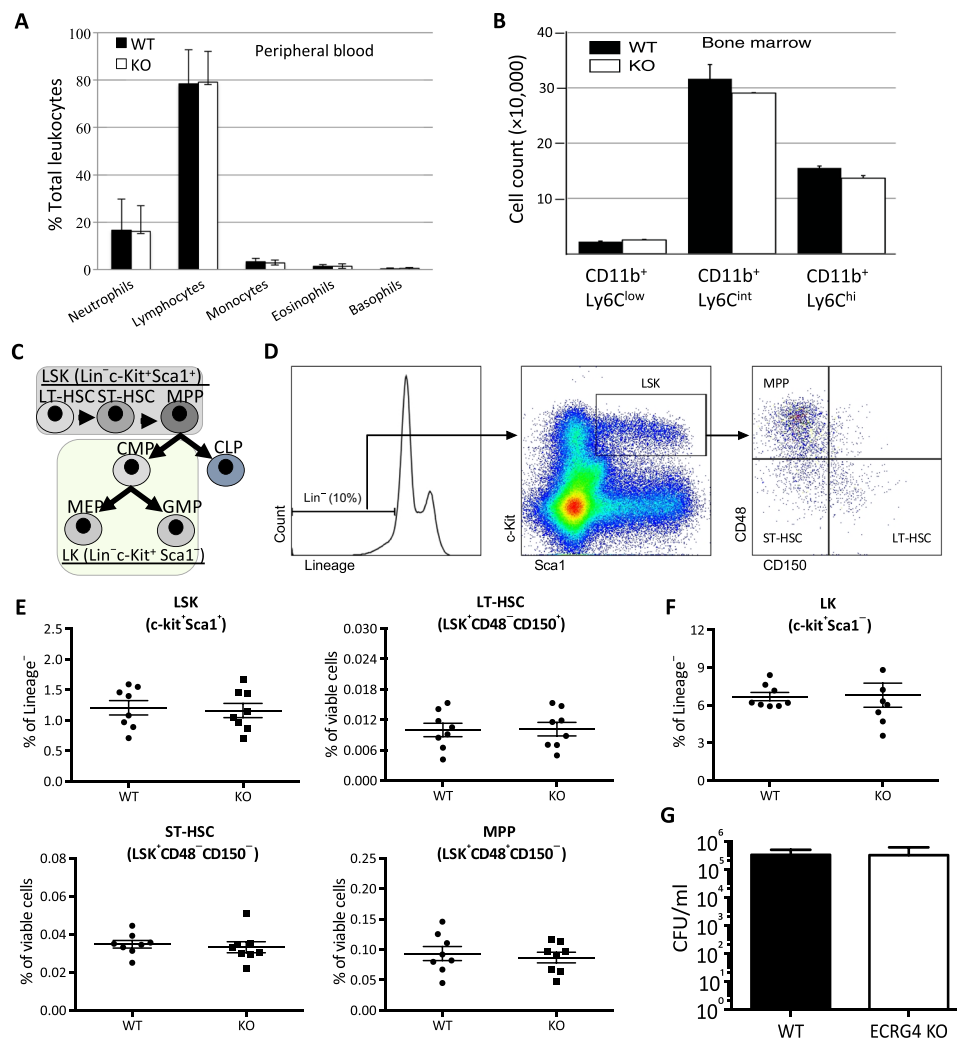 A
WT
KO
Peripheral blood
% Total leukocytes
100
80
60
40
20
0
Neutrophils
Lymphocytes
Monocytes
Eosinophils
Basophils
B
WT
KO
Bone marrow
Cell count (×10,000)
40
30
20
10
CD11b⁺ Ly6Cˡᵒʷ
CD11b⁺ Ly6Cⁱⁿᵗ
CD11b⁺ Ly6Cʰⁱ
C
LSK (Lin⁻c-Kit⁺Sca1⁺)
LT-HSC ST-HSC MPP
CMP CLP
MEP GMP
LK (Lin⁻c-Kit⁺ Sca1⁻)
D
Count
Lin⁻ (10%)
Lineage
LSK
c-Kit
Sca1
MPP
ST-HSC
LT-HSC
CD48
CD150
E
LSK
(c-kit⁺Sca1⁺)
% of Lineage⁻
2.5
2.0
1.5
1.0
0.5
0.0
WT KO
LT-HSC
(LSK⁺CD48⁻CD150⁺)
% of viable cells
0.030
0.024
0.018
0.012
0.006
0.000
WT KO
F
LK
(c-kit⁺Sca1⁻)
% of Lineage⁻
12
9
6
3
0
WT KO
ST-HSC
(LSK⁺CD48⁻CD150⁻)
% of viable cells
0.08
0.06
0.04
0.02
0.00
WT KO
MPP
(LSK⁺CD48⁺CD150⁻)
% of viable cells
0.25
0.20
0.15
0.10
0.05
0.00
WT KO
G
CFU/ml
10⁶
10⁵
10⁴
10³
10²
10¹
10⁰
WT ECRG4 KO